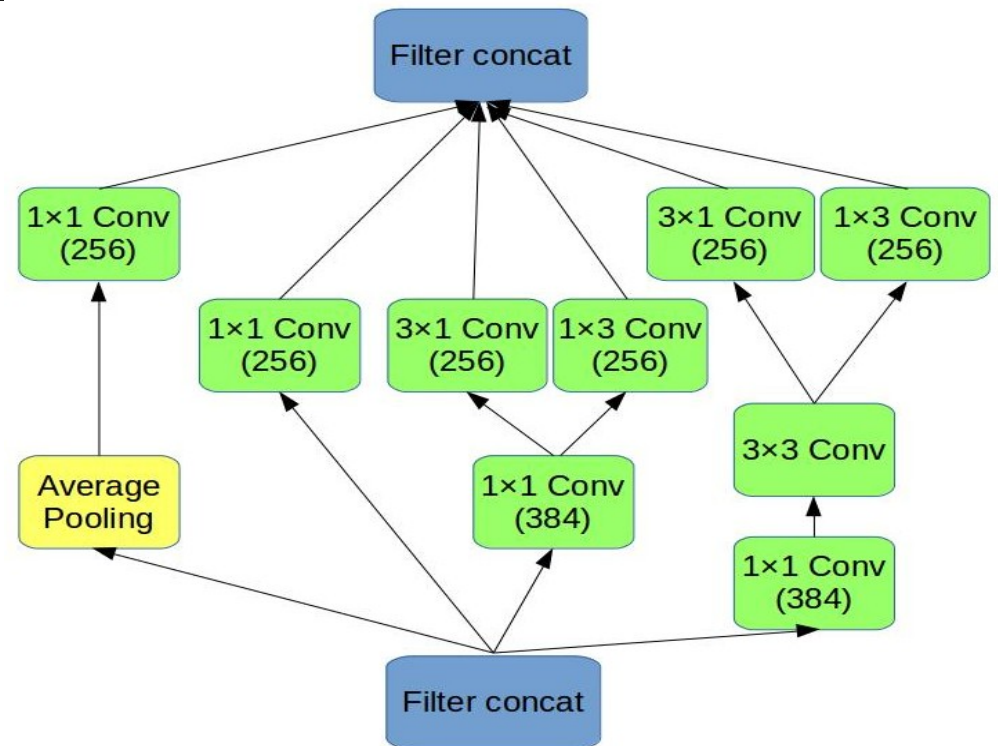 Filter concat
1×1 Conv
(256)
3×1 Conv
(256)
1×3 Conv
(256)
1×1 Conv
(256)
3×1 Conv
(256)
1×3 Conv
(256)
3×3 Conv
Average
Pooling
1×1 Conv
(384)
1×1 Conv
(384)
Filter concat